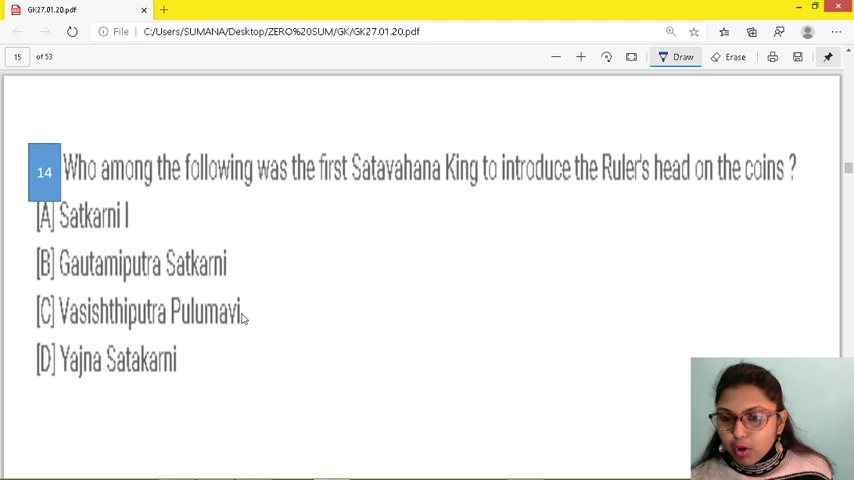 GK27.01.20.pdf
File C:/Users/SUMANA/Desktop/ZERO%20SUM/GK/GK27.01.20.pdf
15 of 53 Draw Erase
14 Who among the following was the first Satavahana King to introduce the Ruler's head on the coins ?
[A] Satkarni I
[B] Gautamiputra Satkarni
[C] Vasishthiputra Pulumavi
[D] Yajna Satakarni